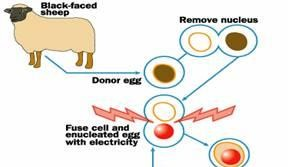 Black-faced
sheep
Remove nucleus
Donor egg
Fuse cell and
enucleated egg
with electricity